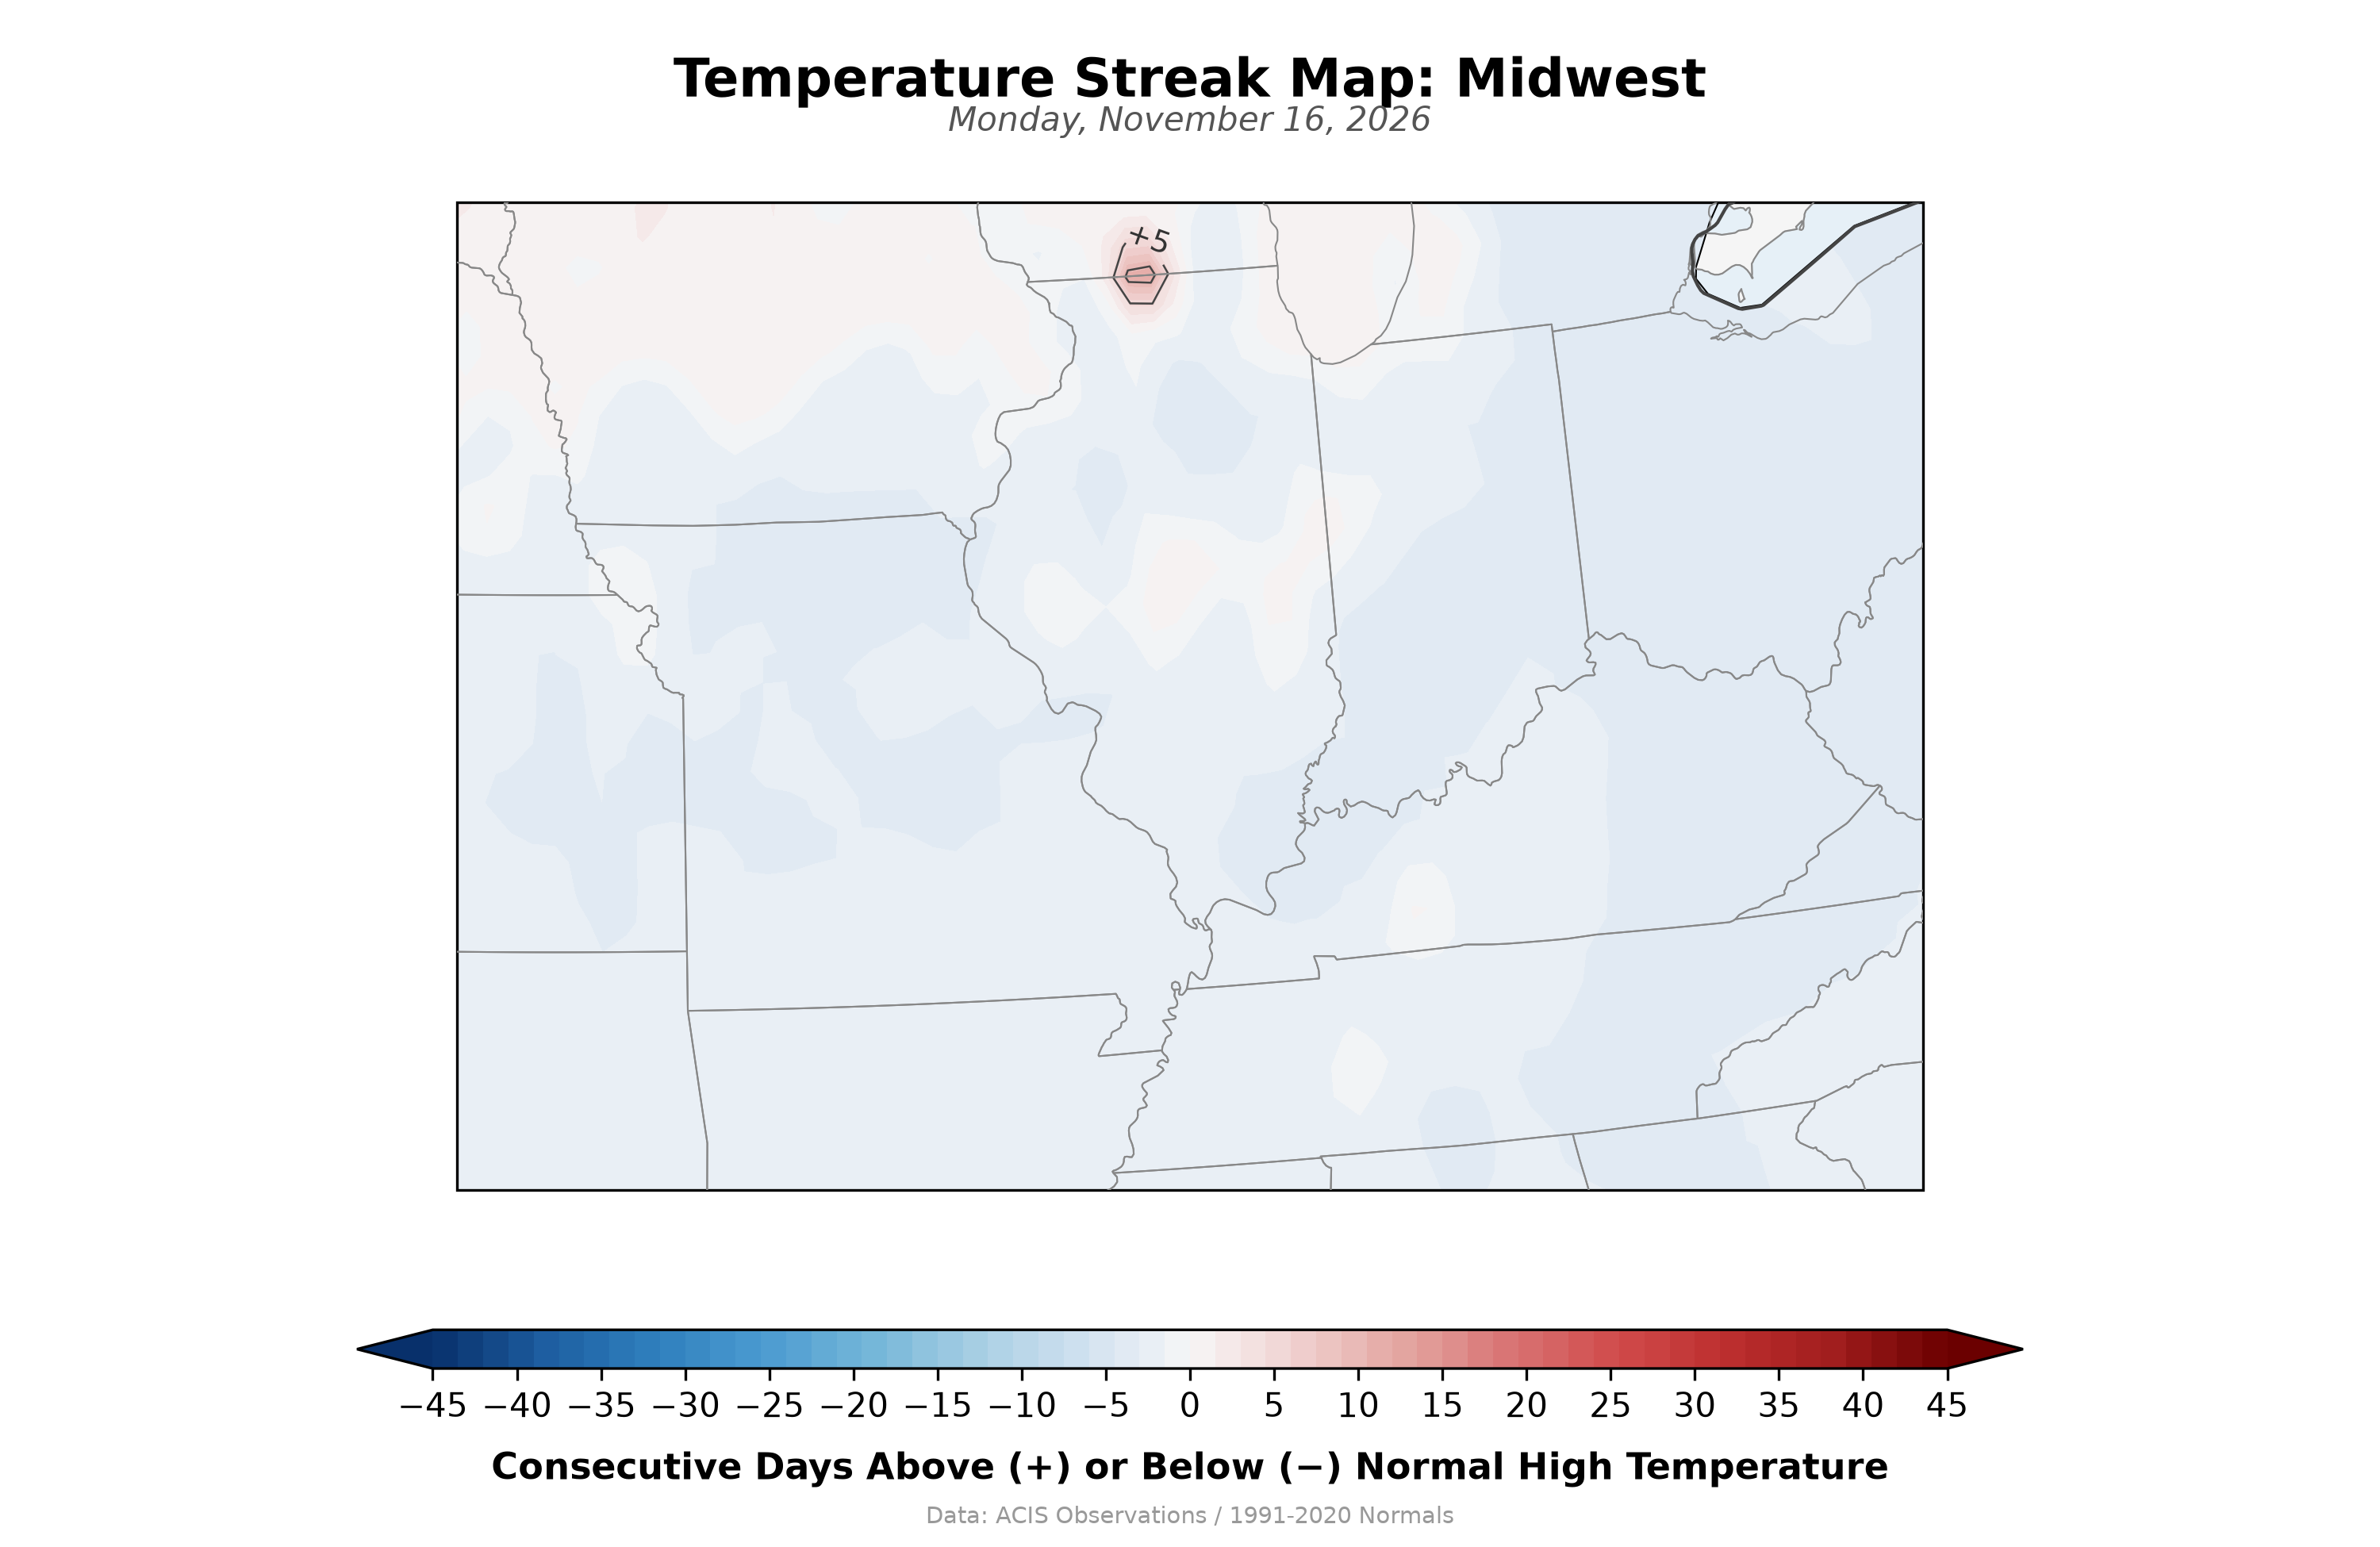 Temperature Streak Map: Midwest
Monday, November 16, 2026
+5
−45 −40 −35 −30 −25 −20 −15 −10 −5 0 5 10 15 20 25 30 35 40 45
Consecutive Days Above (+) or Below (−) Normal High Temperature
Data: ACIS Observations / 1991-2020 Normals